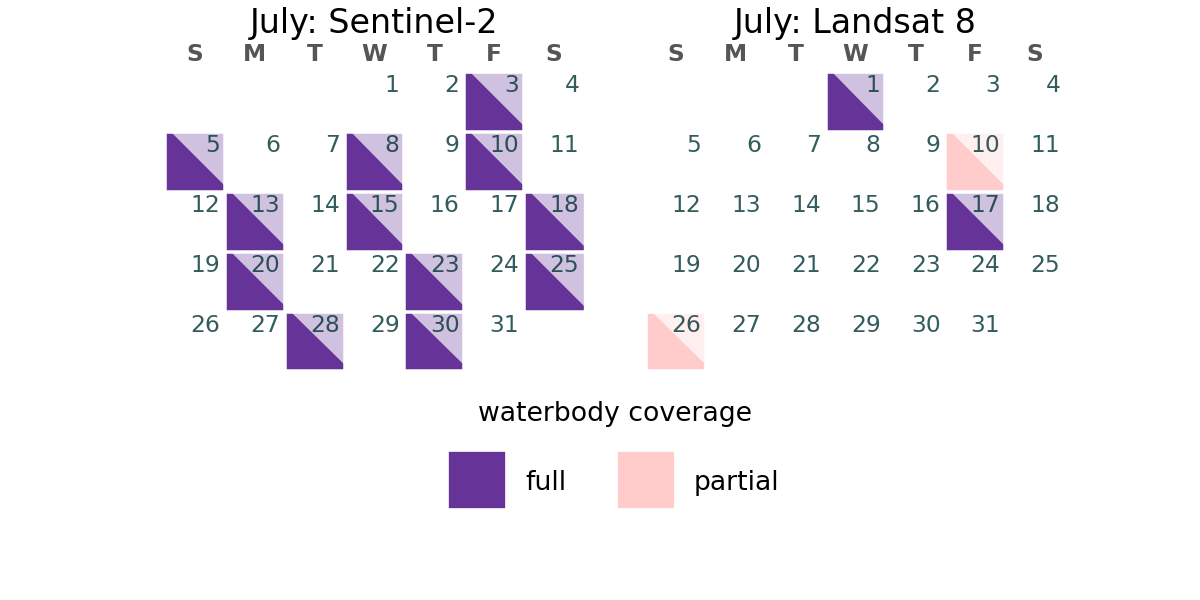 July: Sentinel-2
S M T W T F S
1 2 3 4
5 6 7 8 9 10 11
12 13 14 15 16 17 18
19 20 21 22 23 24 25
26 27 28 29 30 31
July: Landsat 8
S M T W T F S
1 2 3 4
5 6 7 8 9 10 11
12 13 14 15 16 17 18
19 20 21 22 23 24 25
26 27 28 29 30 31
waterbody coverage
full
partial